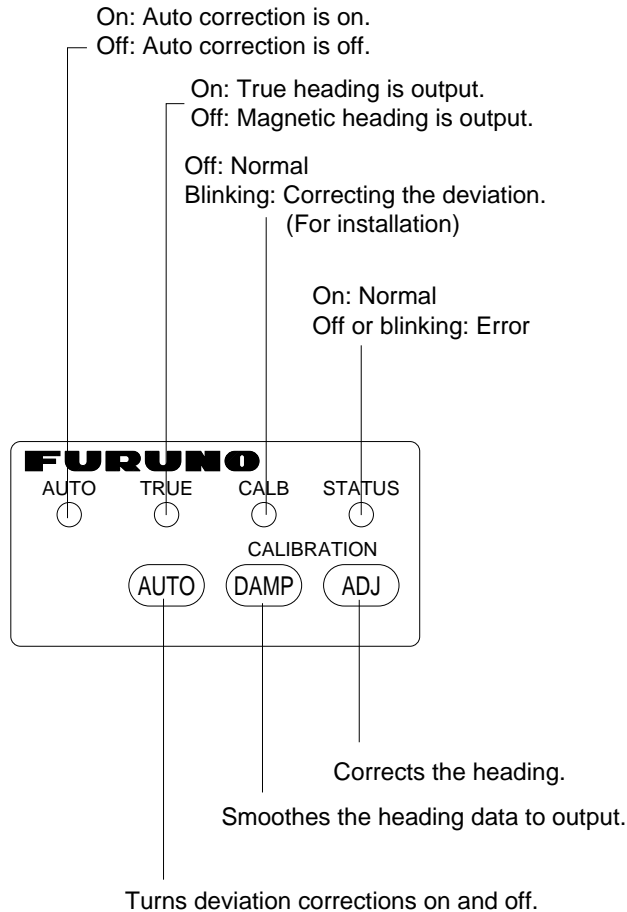 On: Auto correction is on.
Off: Auto correction is off.
On: True heading is output.
Off: Magnetic heading is output.
Off: Normal
Blinking: Correcting the deviation.
(For installation)
On: Normal
Off or blinking: Error
FURUNO
AUTO TRUE CALB STATUS
CALIBRATION
AUTO DAMP ADJ
Corrects the heading.
Smoothes the heading data to output.
Turns deviation corrections on and off.